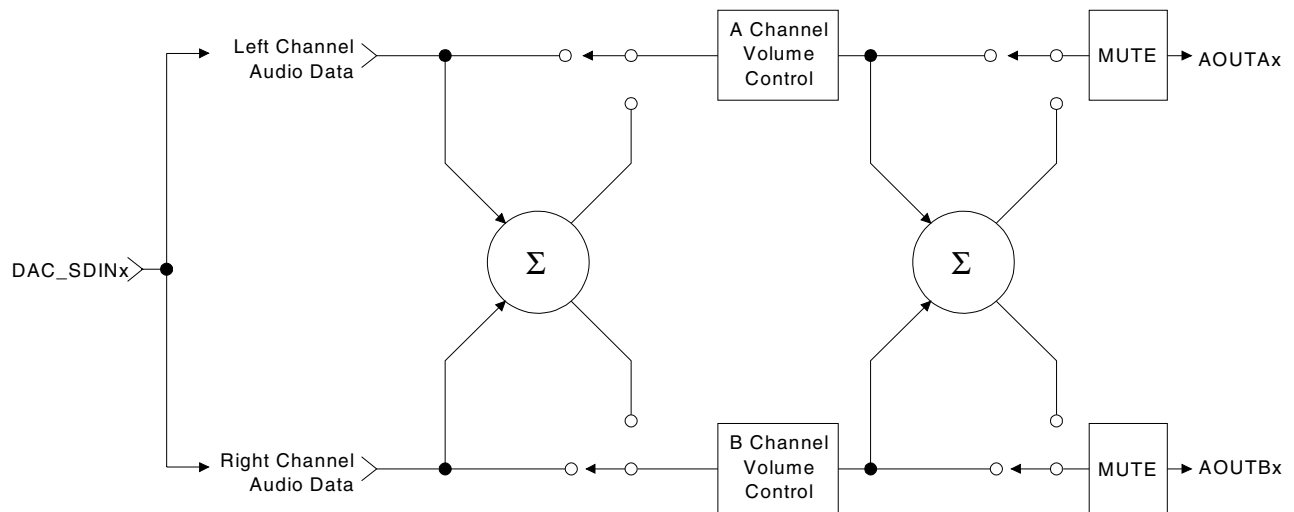 Left Channel
Audio Data
A Channel
Volume
Control
MUTE
AOUTAx
Σ
Σ
DAC_SDINx
Right Channel
Audio Data
B Channel
Volume
Control
MUTE
AOUTBx